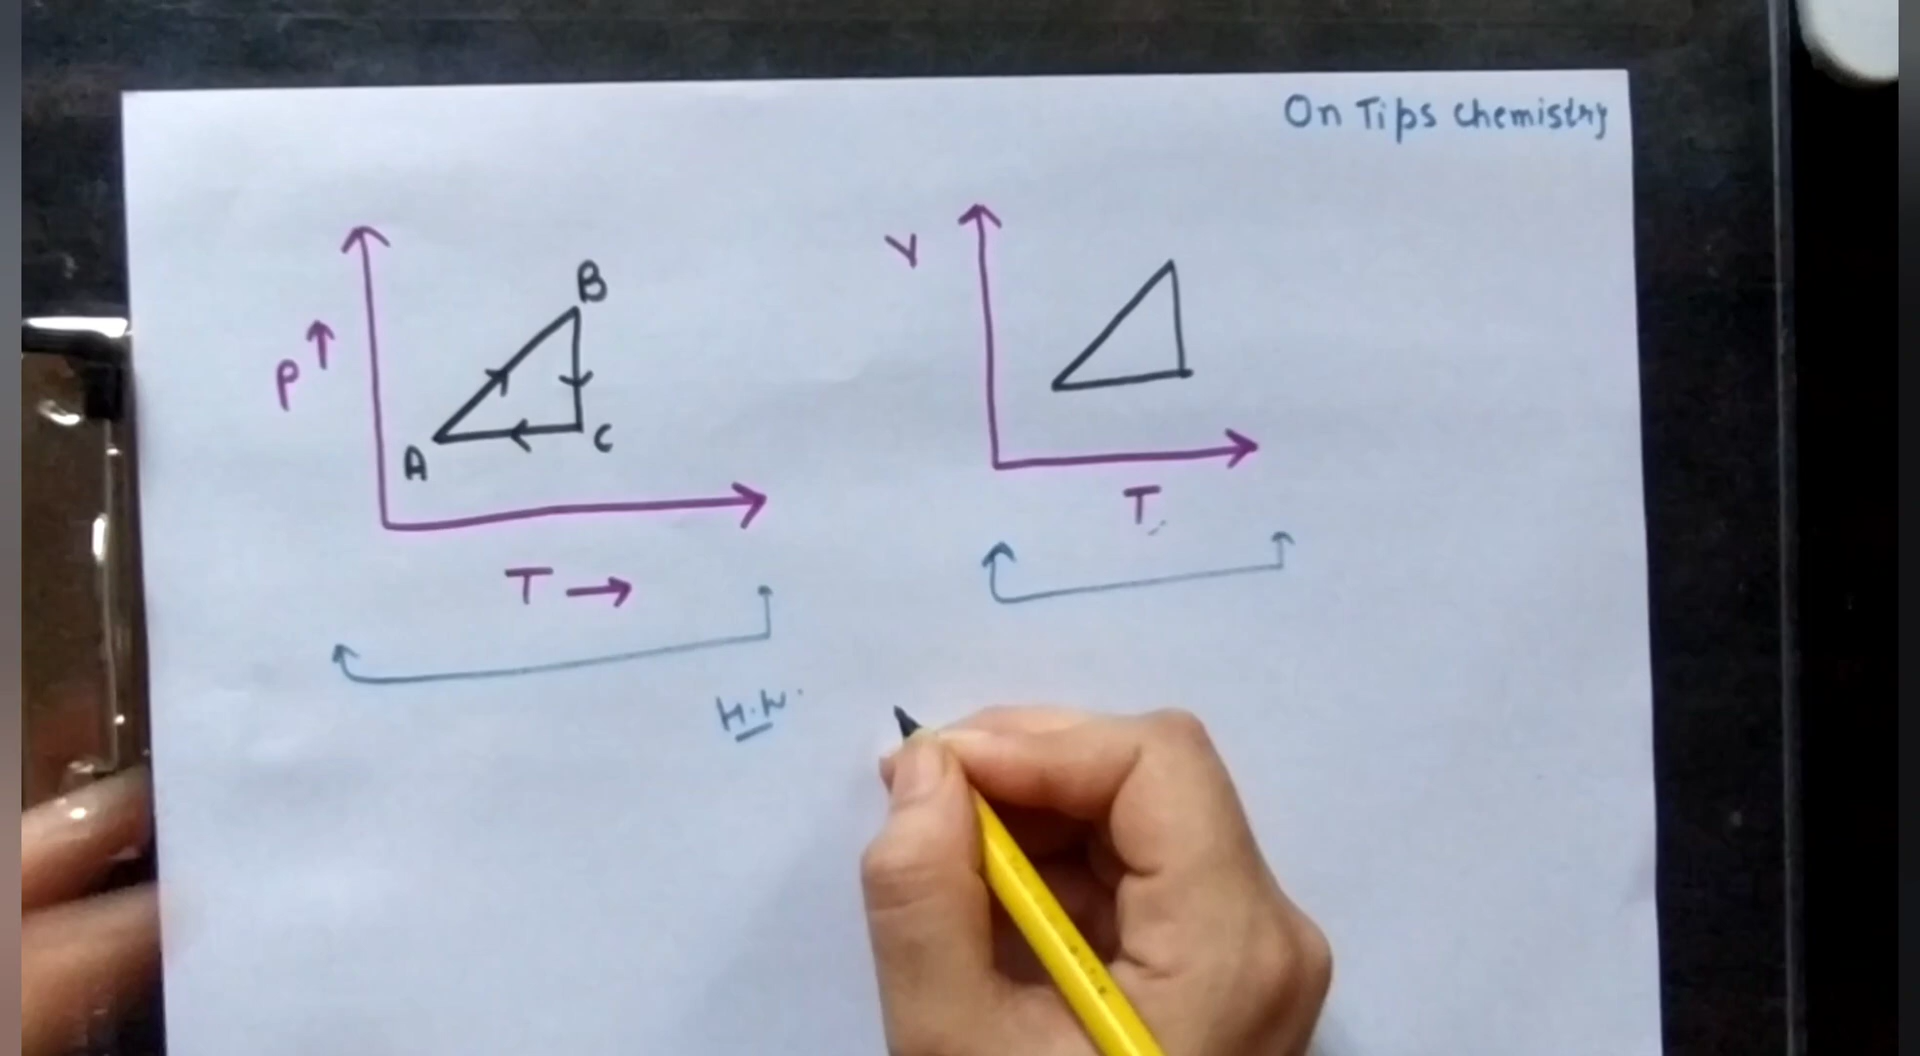 On Tips chemistry
P ↑
A
B
C
T →
V
T
H.W.